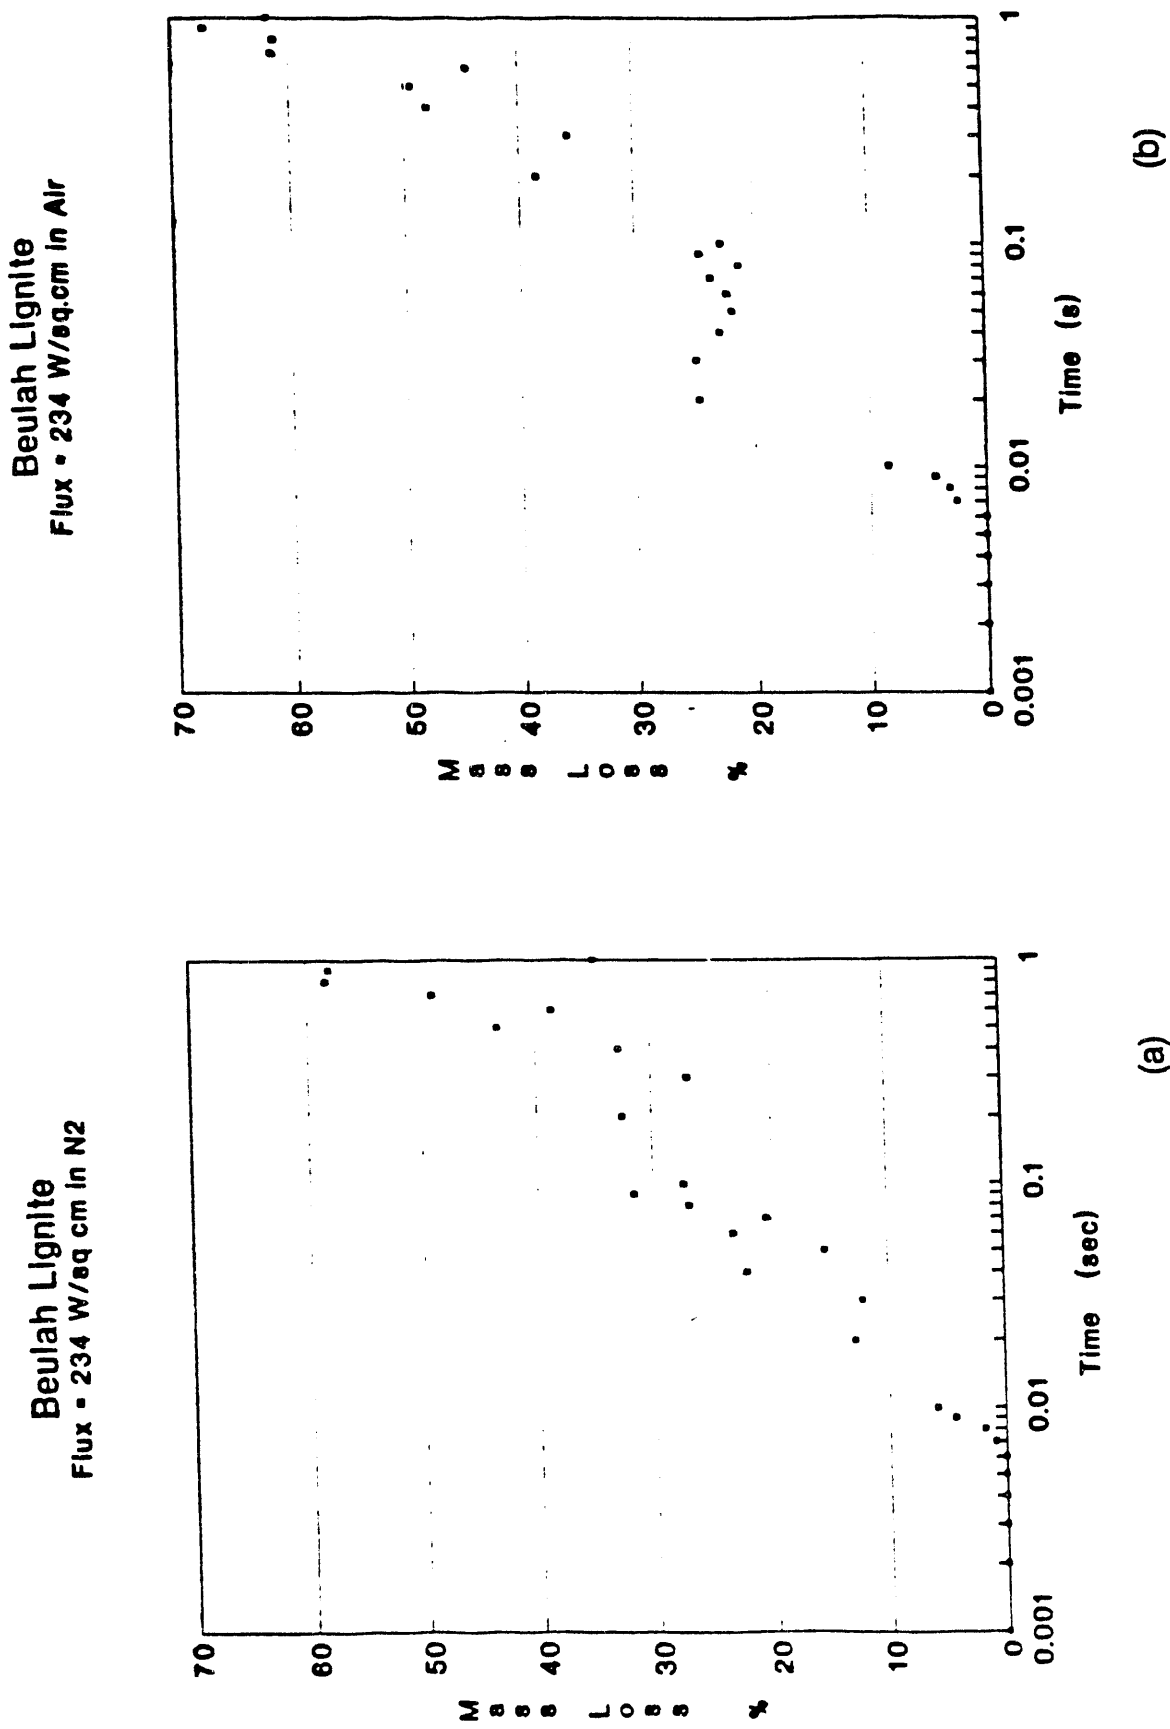 Beulah Lignite
Flux = 234 W/sq cm in N2
Mass Loss %
70
60
50
40
30
20
10
0
0.001
0.01
0.1
1
Time (sec)
(a)
Beulah Lignite
Flux = 234 W/sq.cm in Air
Mass Loss %
70
60
50
40
30
20
10
0
0.001
0.01
0.1
1
Time (s)
(b)